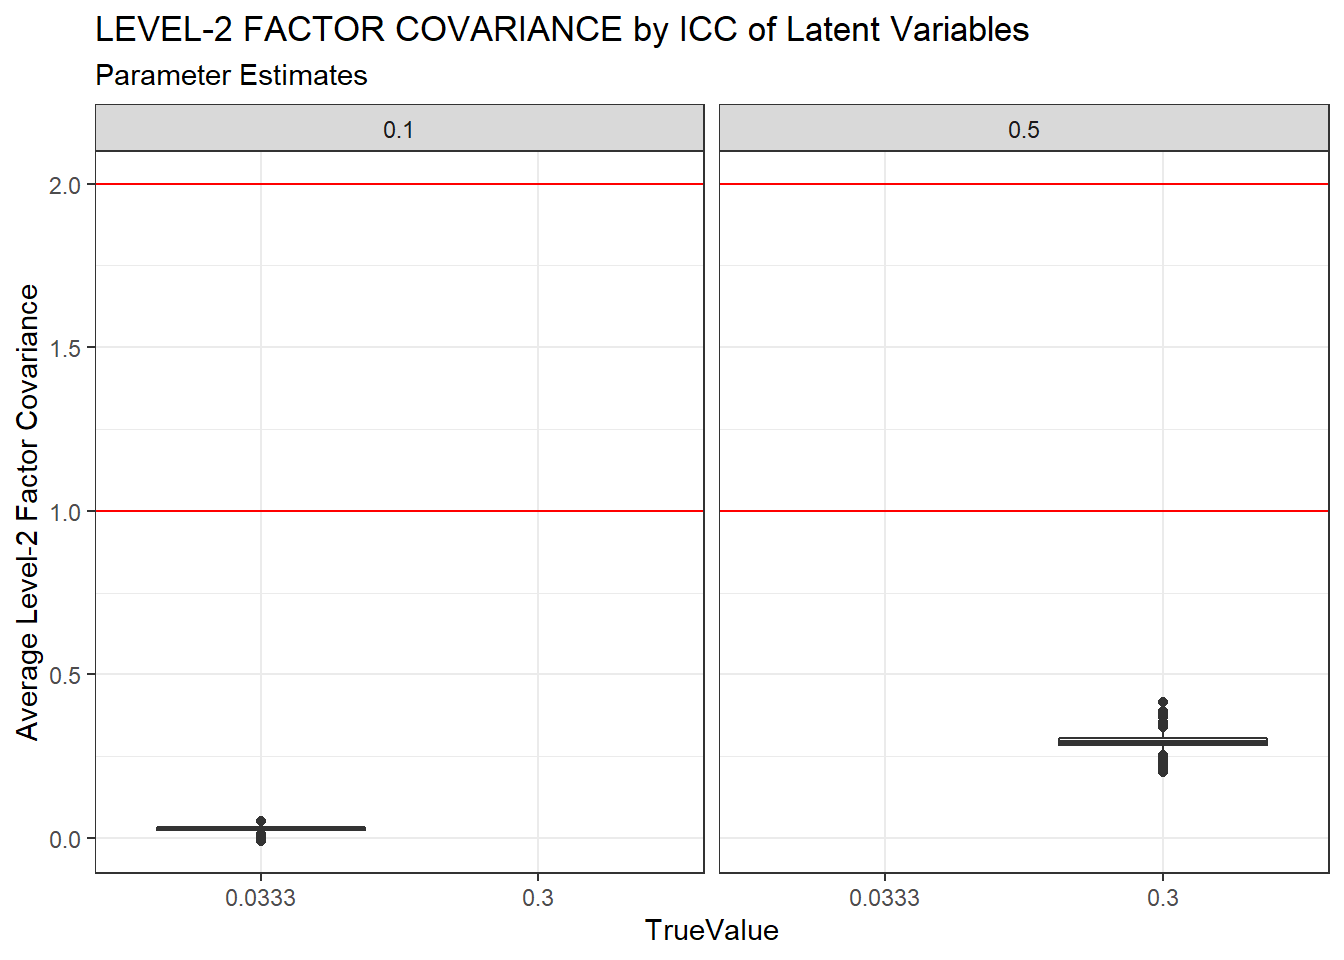 LEVEL-2 FACTOR COVARIANCE by ICC of Latent Variables
Parameter Estimates
0.1
0.5
Average Level-2 Factor Covariance
2.0
1.5
1.0
0.5
0.0
0.0333
0.3
0.0333
0.3
TrueValue